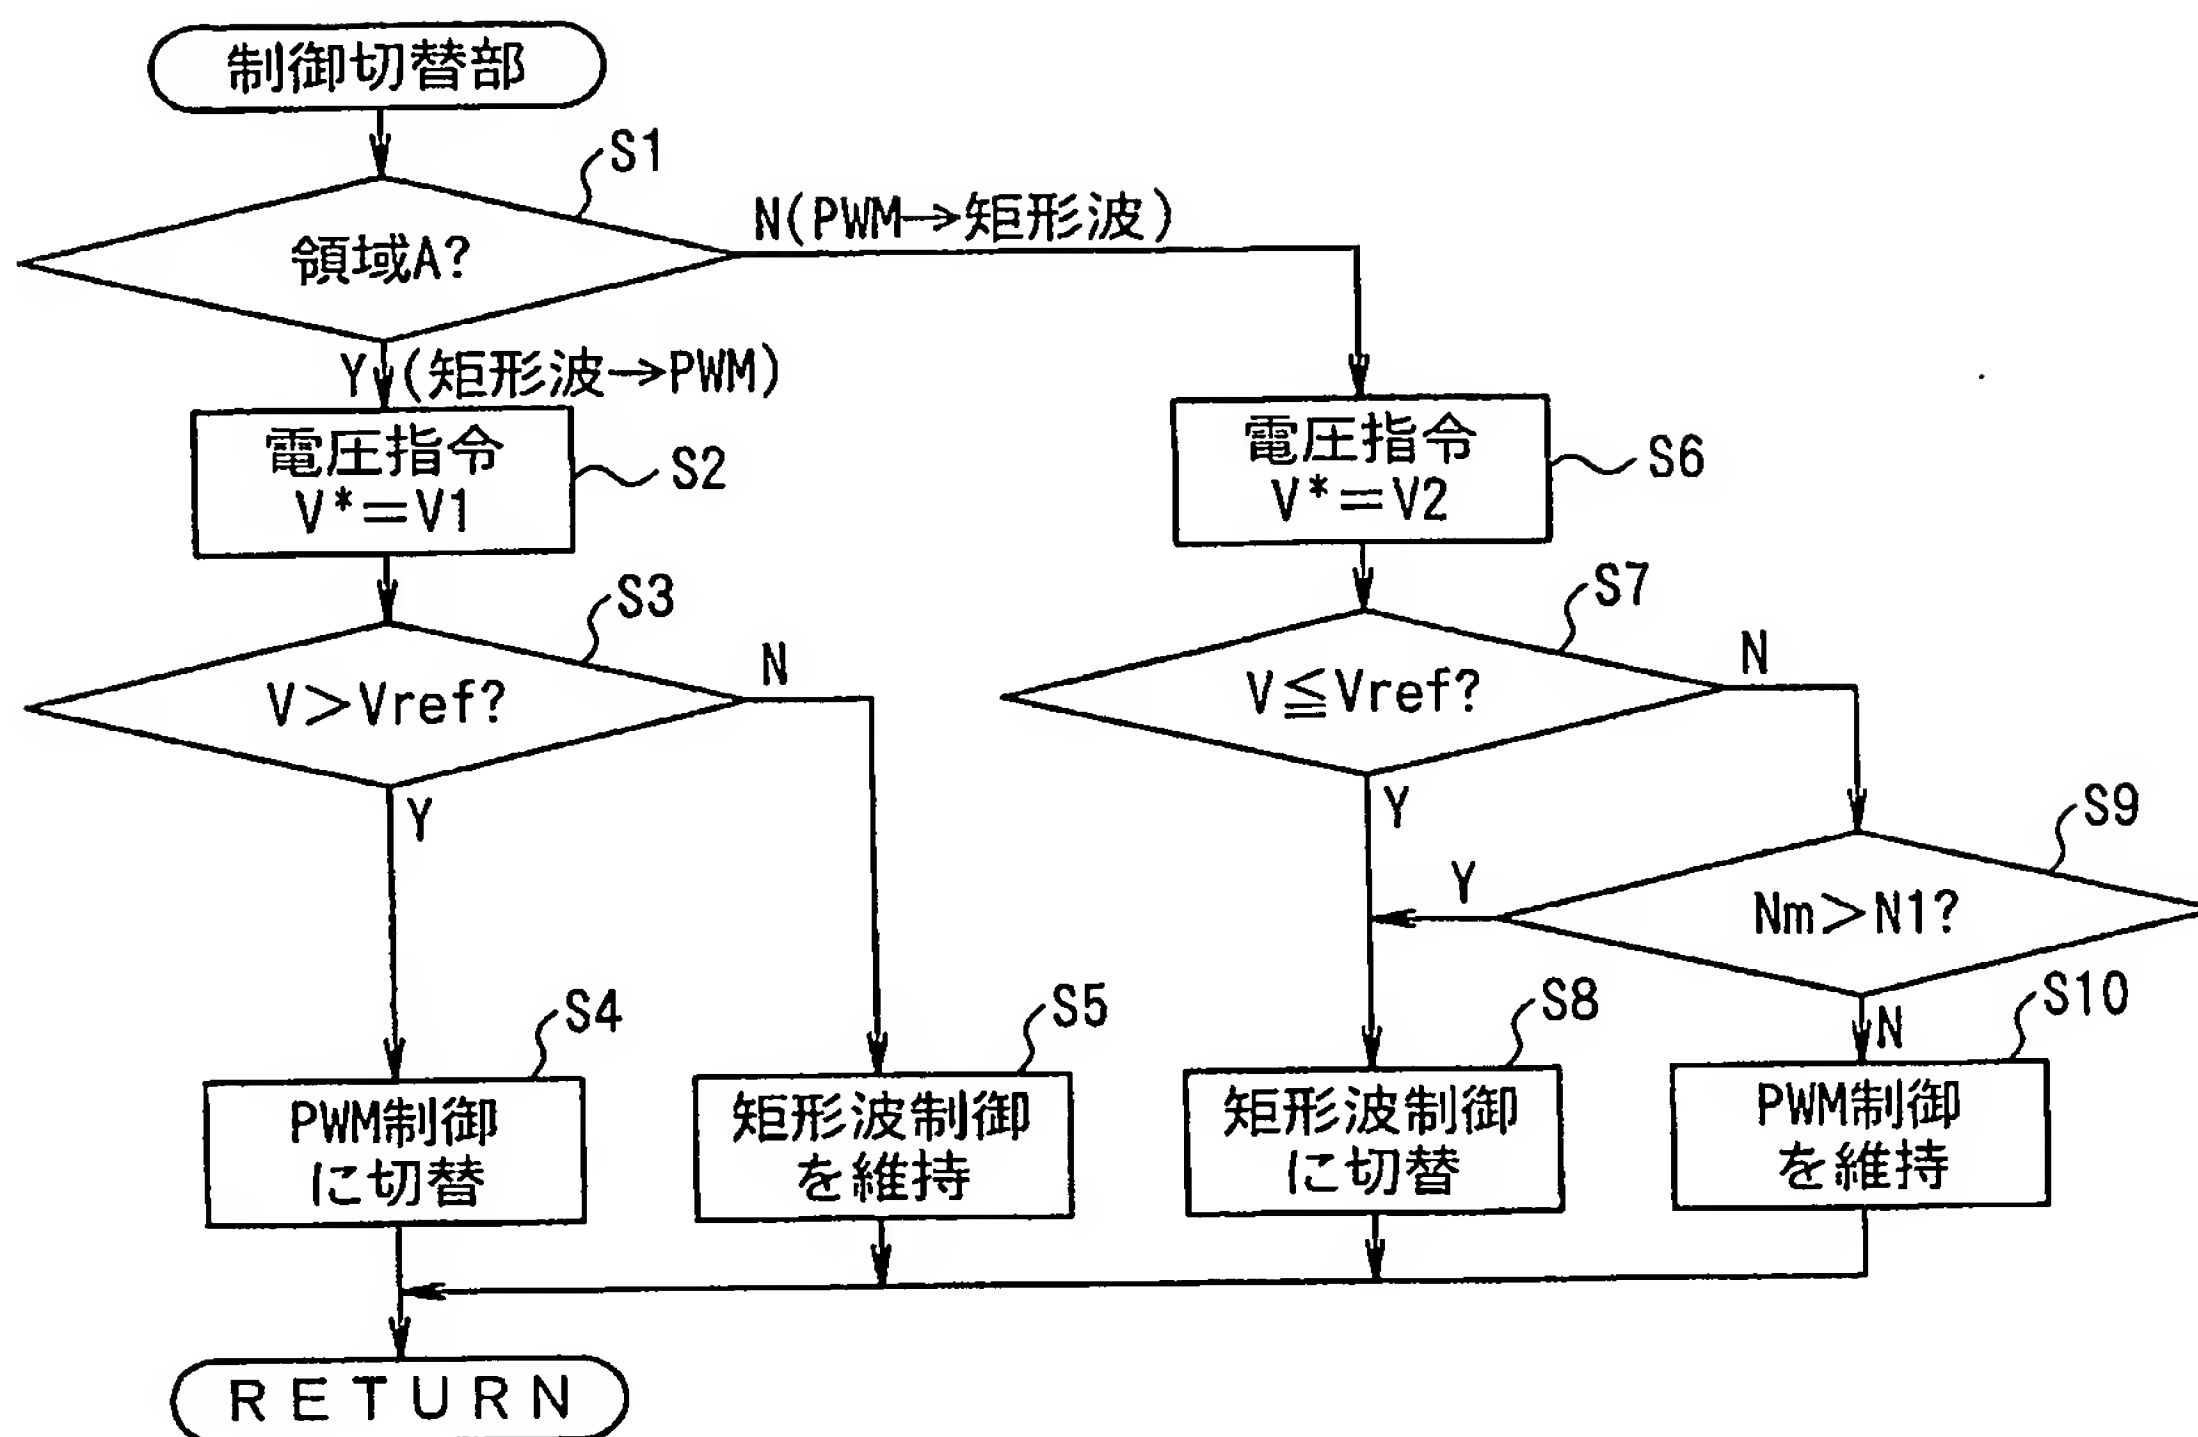 制御切替部
S1
領域A?
N(PWM→矩形波)
Y (矩形波→PWM)
電圧指令
V*=V1
S2
電圧指令
V*=V2
S6
S3
V>Vref?
N
Y
S7
V≦Vref?
N
Y
S9
Nm>N1?
Y
N
S4
PWM制御
に切替
S5
矩形波制御
を維持
S8
矩形波制御
に切替
S10
PWM制御
を維持
RETURN